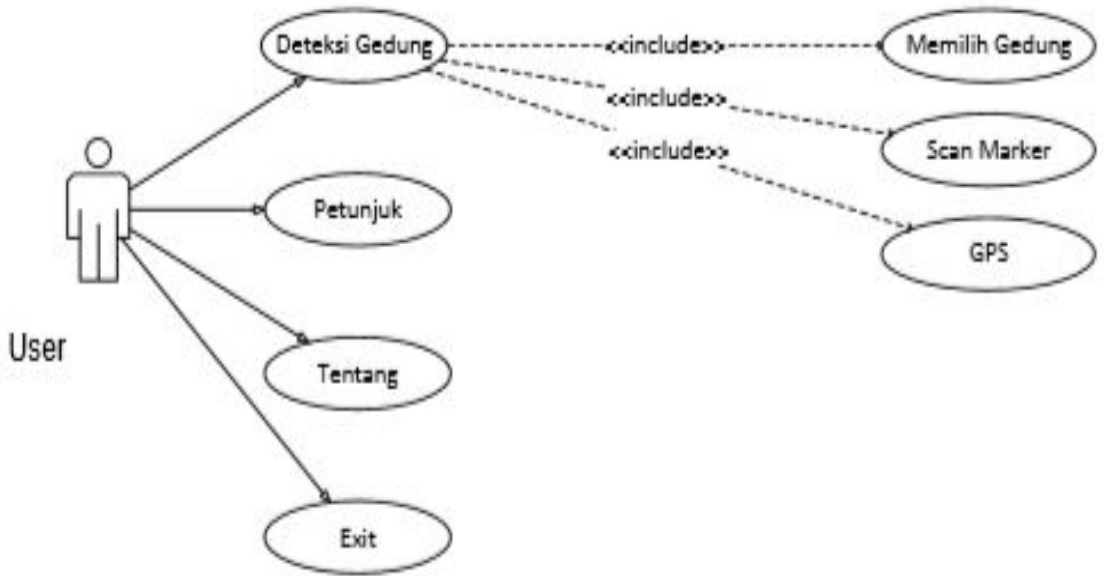 Deteksi Gedung
<<include>>
Memilih Gedung
<<include>>
Scan Marker
<<include>>
Petunjuk
GPS
User
Tentang
Exit